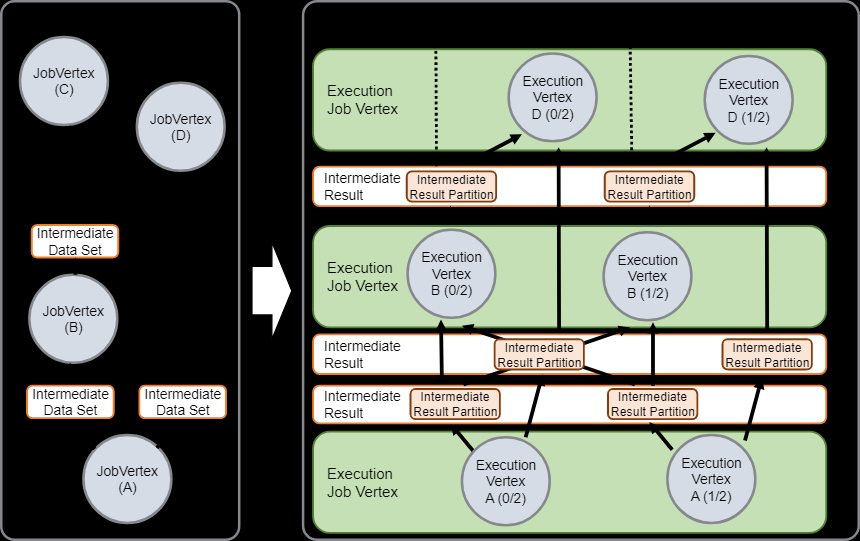 JobVertex
(C)
JobVertex
(D)
Intermediate
Data Set
JobVertex
(B)
Intermediate
Data Set
Intermediate
Data Set
JobVertex
(A)
Execution
Job Vertex
Execution
Vertex
D (0/2)
Execution
Vertex
D (1/2)
Intermediate
Result
Intermediate
Result Partition
Intermediate
Result Partition
Execution
Job Vertex
Execution
Vertex
B (0/2)
Execution
Vertex
B (1/2)
Intermediate
Result
Intermediate
Result Partition
Intermediate
Result Partition
Intermediate
Result
Intermediate
Result Partition
Intermediate
Result Partition
Execution
Job Vertex
Execution
Vertex
A (0/2)
Execution
Vertex
A (1/2)